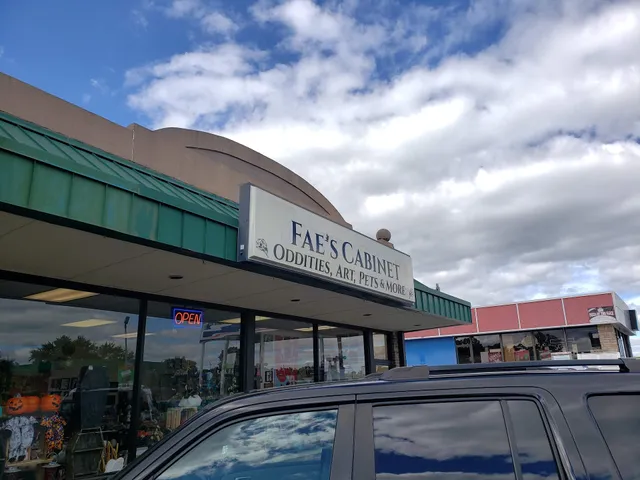 FAE'S CABINET
ODDITIES, ART, PETS & MORE
OPEN